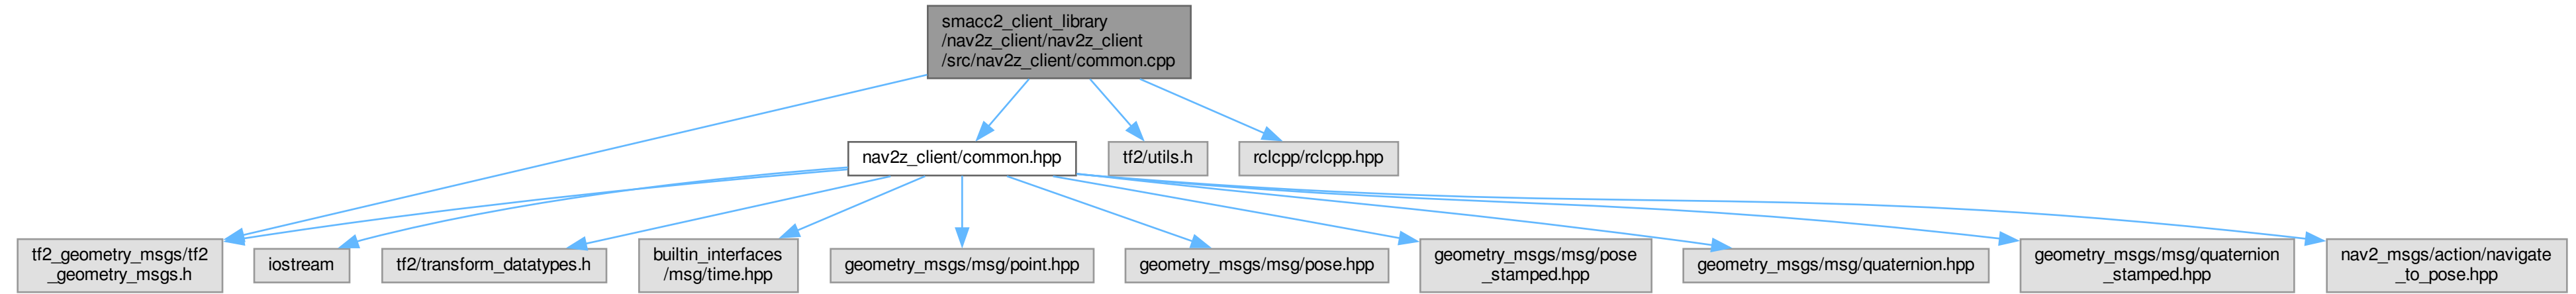 smacc2_client_library
/nav2z_client/nav2z_client
/src/nav2z_client/common.cpp
nav2z_client/common.hpp
tf2/utils.h
rclcpp/rclcpp.hpp
tf2_geometry_msgs/tf2
_geometry_msgs.h
iostream
tf2/transform_datatypes.h
builtin_interfaces
/msg/time.hpp
geometry_msgs/msg/point.hpp
geometry_msgs/msg/pose.hpp
geometry_msgs/msg/pose
_stamped.hpp
geometry_msgs/msg/quaternion.hpp
geometry_msgs/msg/quaternion
_stamped.hpp
nav2_msgs/action/navigate
_to_pose.hpp